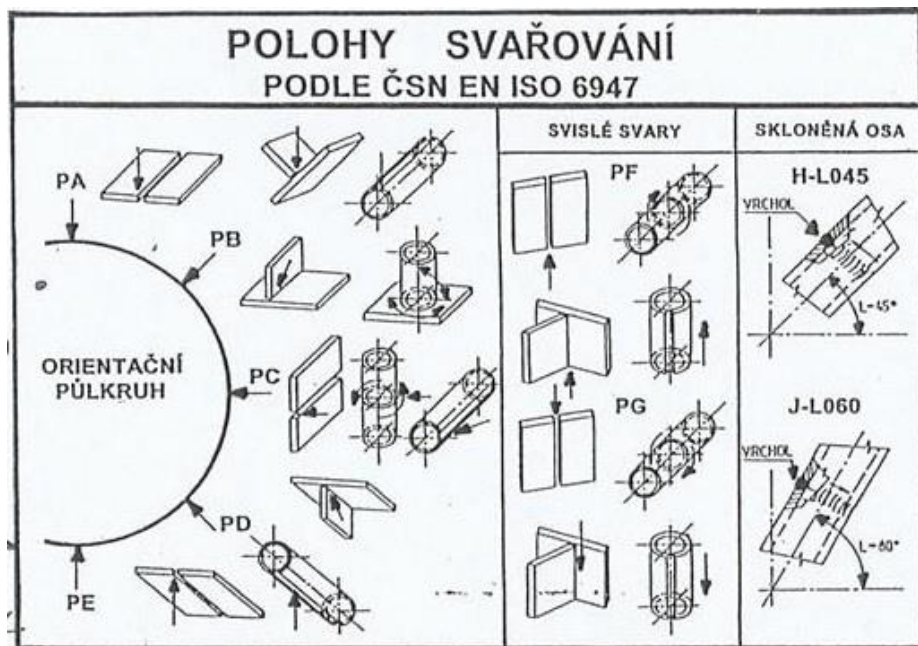 POLOHY SVAŘOVÁNÍ
PODLE ČSN EN ISO 6947
SVISLÉ SVARY
SKLONĚNÁ OSA
PA
PB
ORIENTAČNÍ
PŮLKRUH
PC
PD
PE
PF
PG
H-L045
VRCHOL
L=45°
J-L060
VRCHOL
L=60°